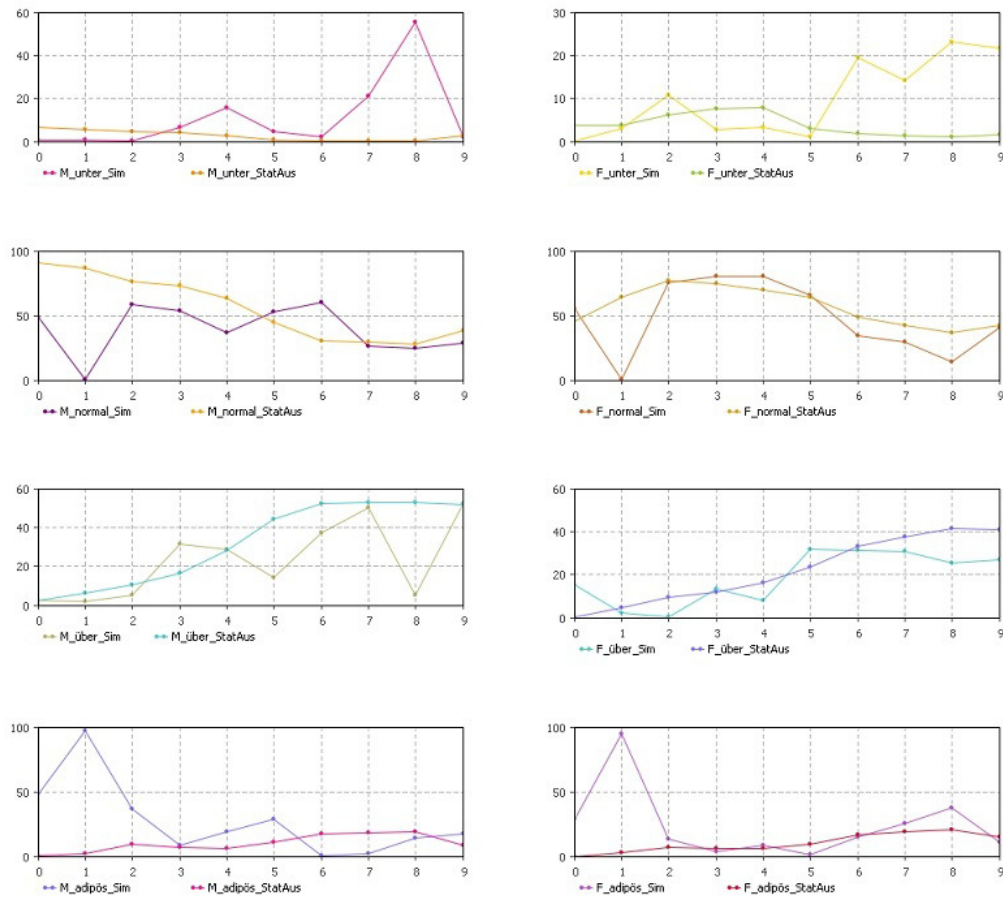 60
40
20
0
0 1 2 3 4 5 6 7 8 9
M_unter_Sim M_unter_StatAus
30
20
10
0
0 1 2 3 4 5 6 7 8 9
F_unter_Sim F_unter_StatAus
100
50
0
0 1 2 3 4 5 6 7 8 9
M_normal_Sim M_normal_StatAus
100
50
0
0 1 2 3 4 5 6 7 8 9
F_normal_Sim F_normal_StatAus
60
40
20
0
0 1 2 3 4 5 6 7 8 9
M_über_Sim M_über_StatAus
60
40
20
0
0 1 2 3 4 5 6 7 8 9
F_über_Sim F_über_StatAus
100
50
0
0 1 2 3 4 5 6 7 8 9
M_adipös_Sim M_adipös_StatAus
100
50
0
0 1 2 3 4 5 6 7 8 9
F_adipös_Sim F_adipös_StatAus